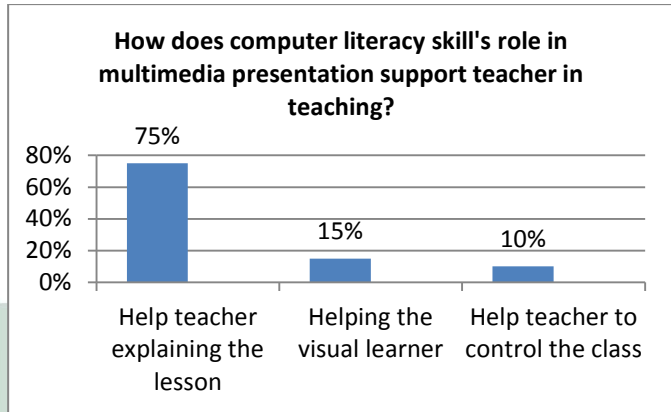 How does computer literacy skill's role in
multimedia presentation support teacher in
teaching?
75%
80%
60%
40%
15%
20%
10%
0%
Help teacher
explaining the
lesson
Helping the
visual learner
Help teacher to
control the class